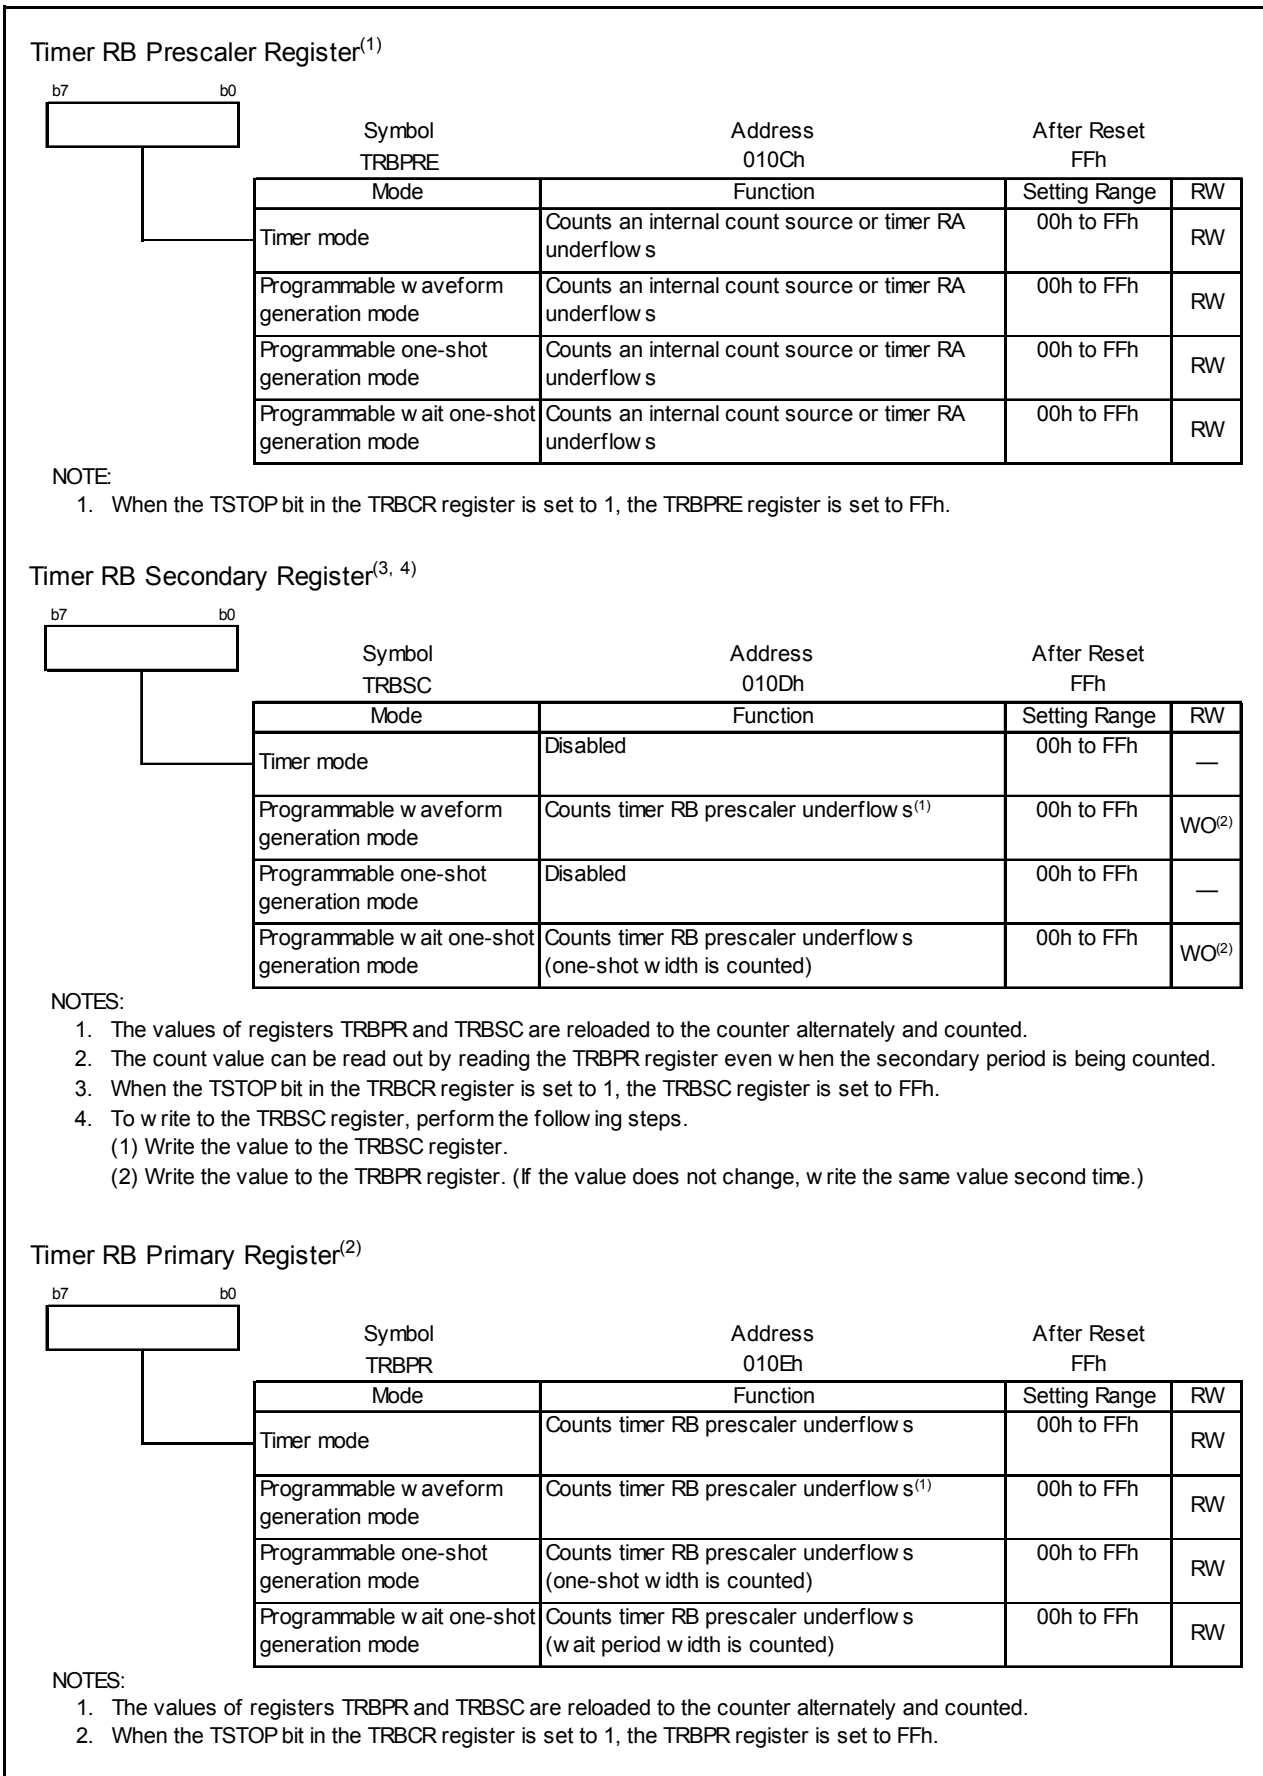 Timer RB Prescaler Register(1)
b7 b0
Symbol Address After Reset
TRBPRE 010Ch FFh
Mode Function Setting Range RW
Timer mode Counts an internal count source or timer RA underflows 00h to FFh RW
Programmable waveform generation mode Counts an internal count source or timer RA underflows 00h to FFh RW
Programmable one-shot generation mode Counts an internal count source or timer RA underflows 00h to FFh RW
Programmable wait one-shot generation mode Counts an internal count source or timer RA underflows 00h to FFh RW
NOTE:
1. When the TSTOP bit in the TRBCR register is set to 1, the TRBPRE register is set to FFh.
Timer RB Secondary Register(3, 4)
b7 b0
Symbol Address After Reset
TRBSC 010Dh FFh
Mode Function Setting Range RW
Timer mode Disabled 00h to FFh —
Programmable waveform generation mode Counts timer RB prescaler underflows(1) 00h to FFh WO(2)
Programmable one-shot generation mode Disabled 00h to FFh —
Programmable wait one-shot generation mode Counts timer RB prescaler underflows (one-shot width is counted) 00h to FFh WO(2)
NOTES:
1. The values of registers TRBPR and TRBSC are reloaded to the counter alternately and counted.
2. The count value can be read out by reading the TRBPR register even when the secondary period is being counted.
3. When the TSTOP bit in the TRBCR register is set to 1, the TRBSC register is set to FFh.
4. To write to the TRBSC register, perform the following steps.
(1) Write the value to the TRBSC register.
(2) Write the value to the TRBPR register. (If the value does not change, write the same value second time.)
Timer RB Primary Register(2)
b7 b0
Symbol Address After Reset
TRBPR 010Eh FFh
Mode Function Setting Range RW
Timer mode Counts timer RB prescaler underflows 00h to FFh RW
Programmable waveform generation mode Counts timer RB prescaler underflows(1) 00h to FFh RW
Programmable one-shot generation mode Counts timer RB prescaler underflows (one-shot width is counted) 00h to FFh RW
Programmable wait one-shot generation mode Counts timer RB prescaler underflows (wait period width is counted) 00h to FFh RW
NOTES:
1. The values of registers TRBPR and TRBSC are reloaded to the counter alternately and counted.
2. When the TSTOP bit in the TRBCR register is set to 1, the TRBPR register is set to FFh.